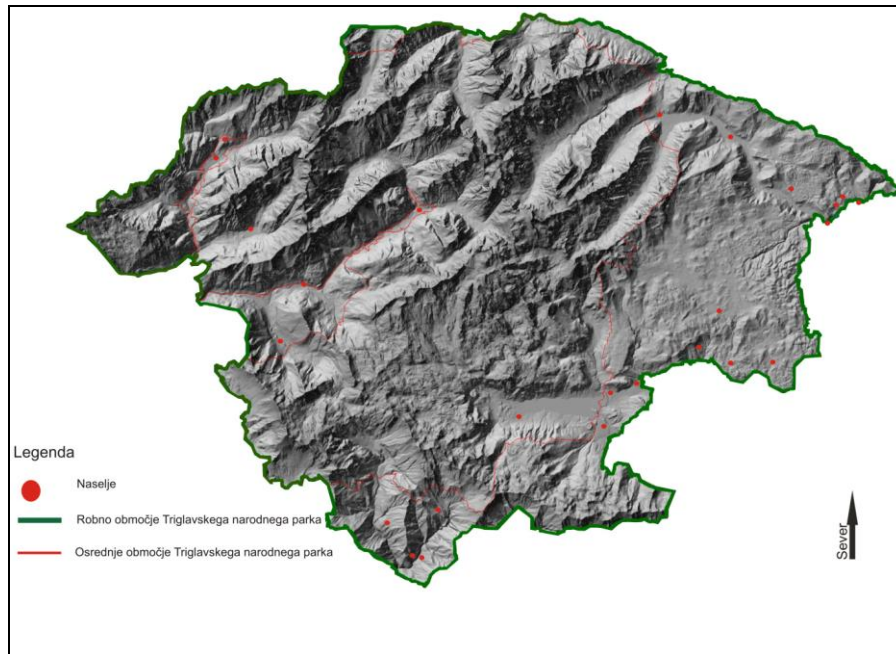 Legenda
Naselje
Robno območje Triglavskega narodnega parka
Osrednje območje Triglavskega narodnega parka
Sever